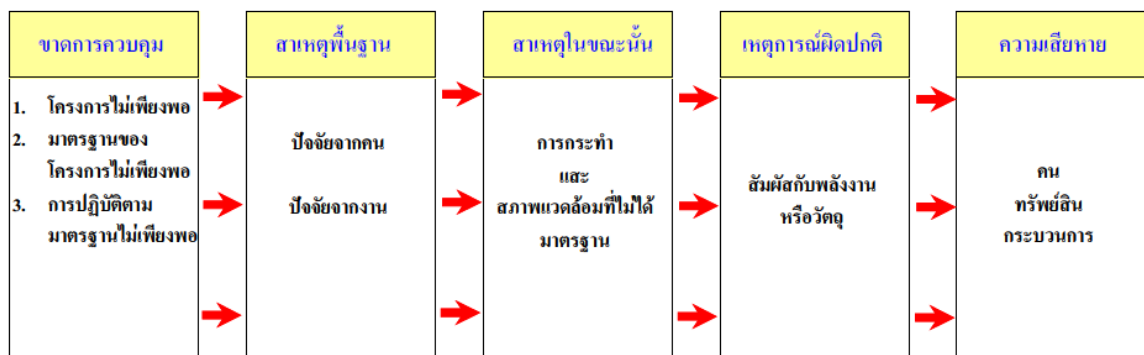 ขาดการควบคุม
1. โครงการไม่เพียงพอ
2. มาตรฐานของ
โครงการไม่เพียงพอ
3. การปฏิบัติตาม
มาตรฐานไม่เพียงพอ
สาเหตุพื้นฐาน
ปัจจัยจากคน
ปัจจัยจากงาน
สาเหตุในขณะนั้น
การกระทำ
และ
สภาพแวดล้อมที่ไม่ได้
มาตรฐาน
เหตุการณ์ผิดปกติ
สัมผัสกับพลังงาน
หรือวัตถุ
ความเสียหาย
คน
ทรัพย์สิน
กระบวนการ